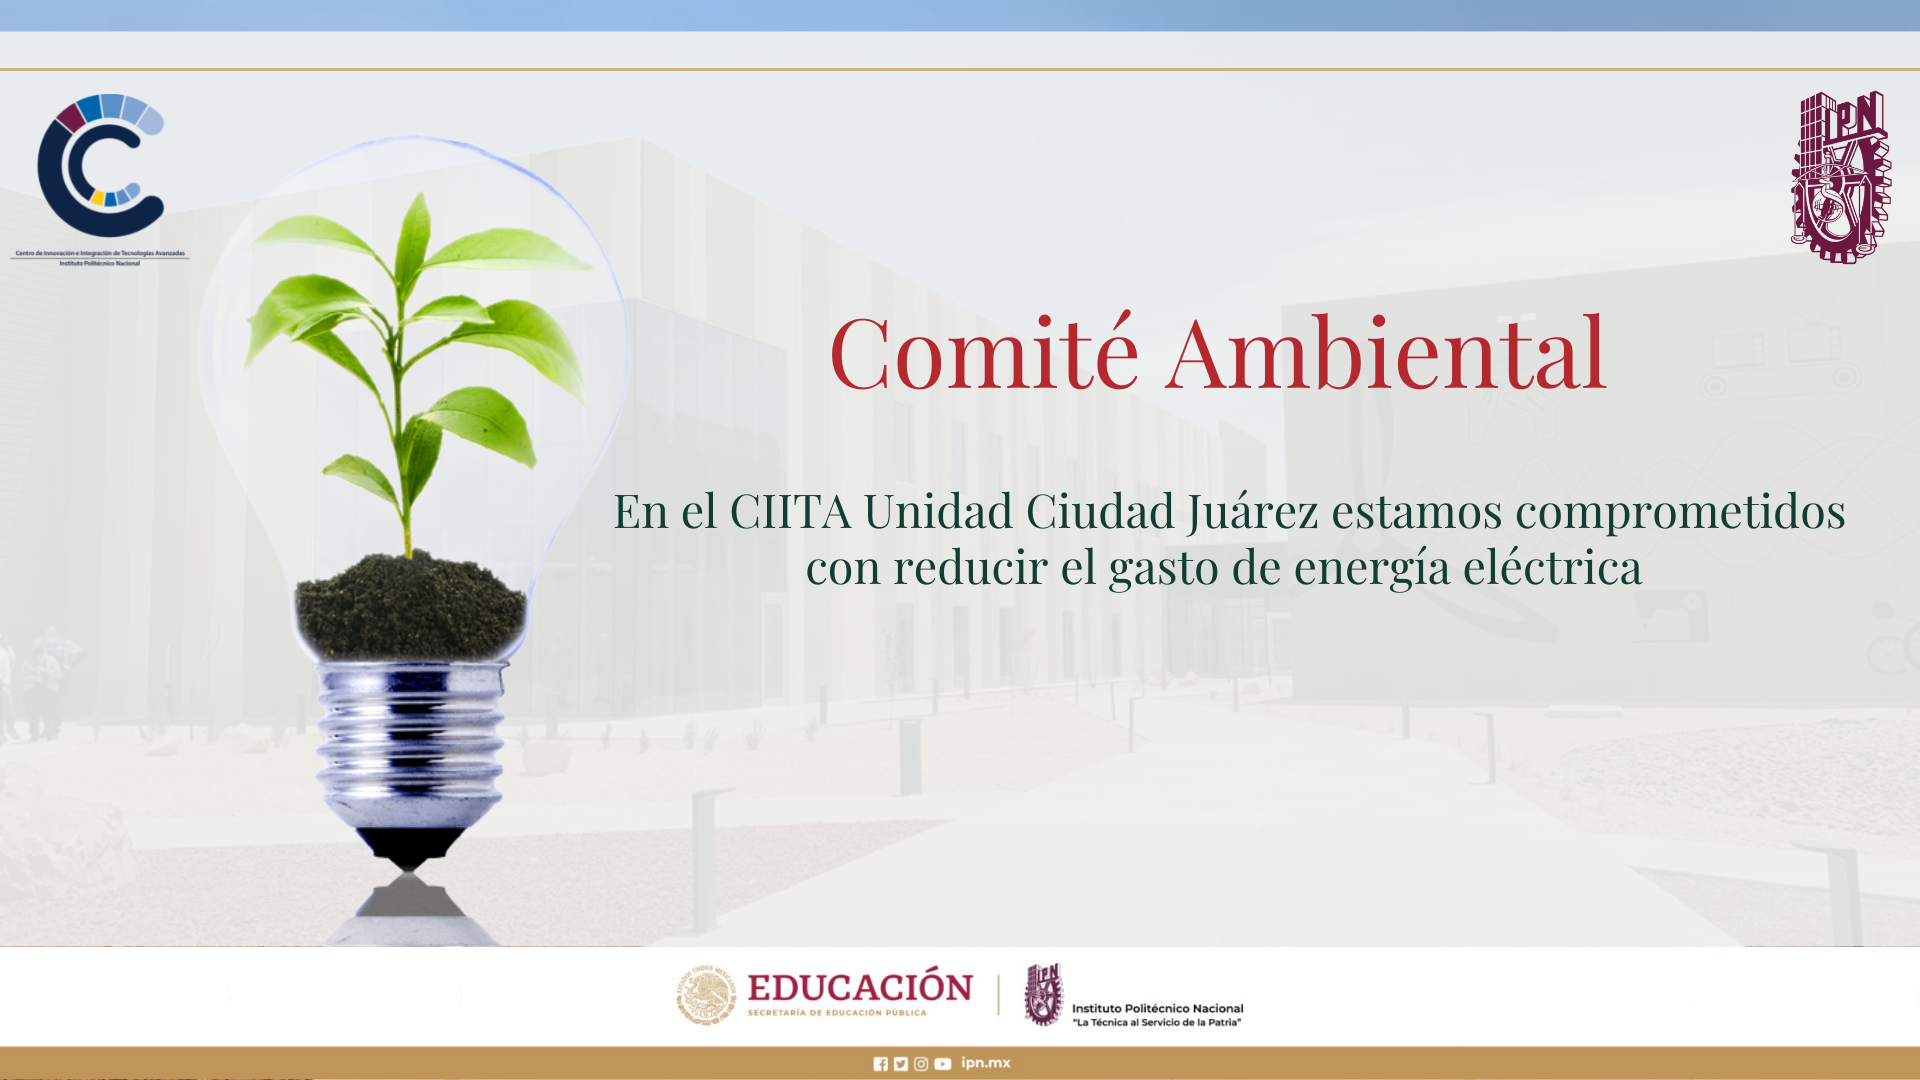 Centro de Innovación e Integración de Tecnologías Avanzadas
Instituto Politécnico Nacional
IPN
Comité Ambiental
En el CIITA Unidad Ciudad Juárez estamos comprometidos
con reducir el gasto de energía eléctrica
ESTADOS UNIDOS MEXICANOS
EDUCACIÓN
SECRETARÍA DE EDUCACIÓN PÚBLICA
IPN
Instituto Politécnico Nacional
"La Técnica al Servicio de la Patria"
ipn.mx